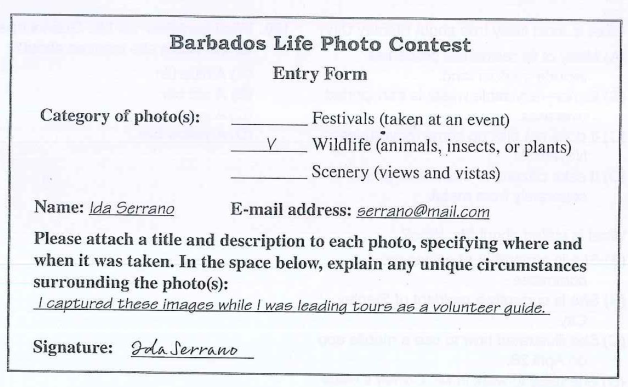 Barbados Life Photo Contest
Entry Form
Category of photo(s): ______ Festivals (taken at an event)
__V__ Wildlife (animals, insects, or plants)
______ Scenery (views and vistas)
Name: Ida Serrano E-mail address: serrano@mail.com
Please attach a title and description to each photo, specifying where and
when it was taken. In the space below, explain any unique circumstances
surrounding the photo(s):
I captured these images while I was leading tours as a volunteer guide.
Signature: Ida Serrano